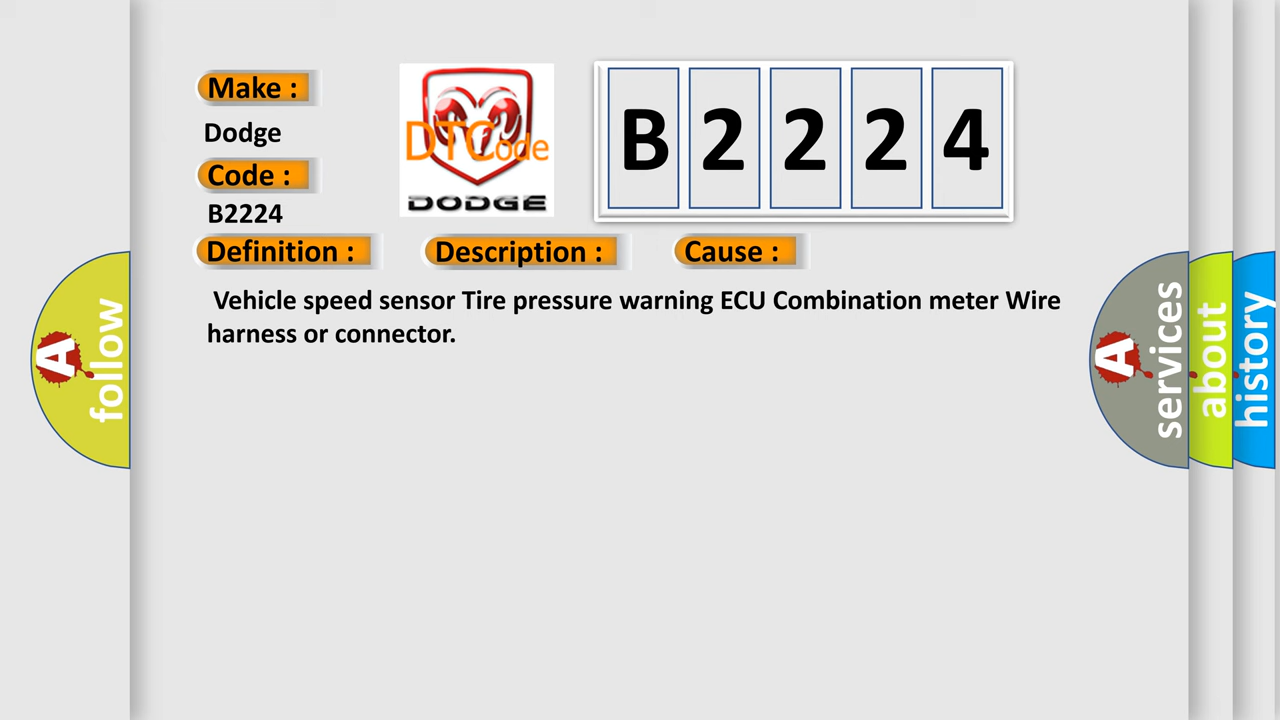 Make :
Dodge
Code :
B2224
DTCode
DODGE
B 2 2 2 4
Definition :
Description :
Cause :
Vehicle speed sensor Tire pressure warning ECU Combination meter Wire
harness or connector.
A
follow
A
services
about
history